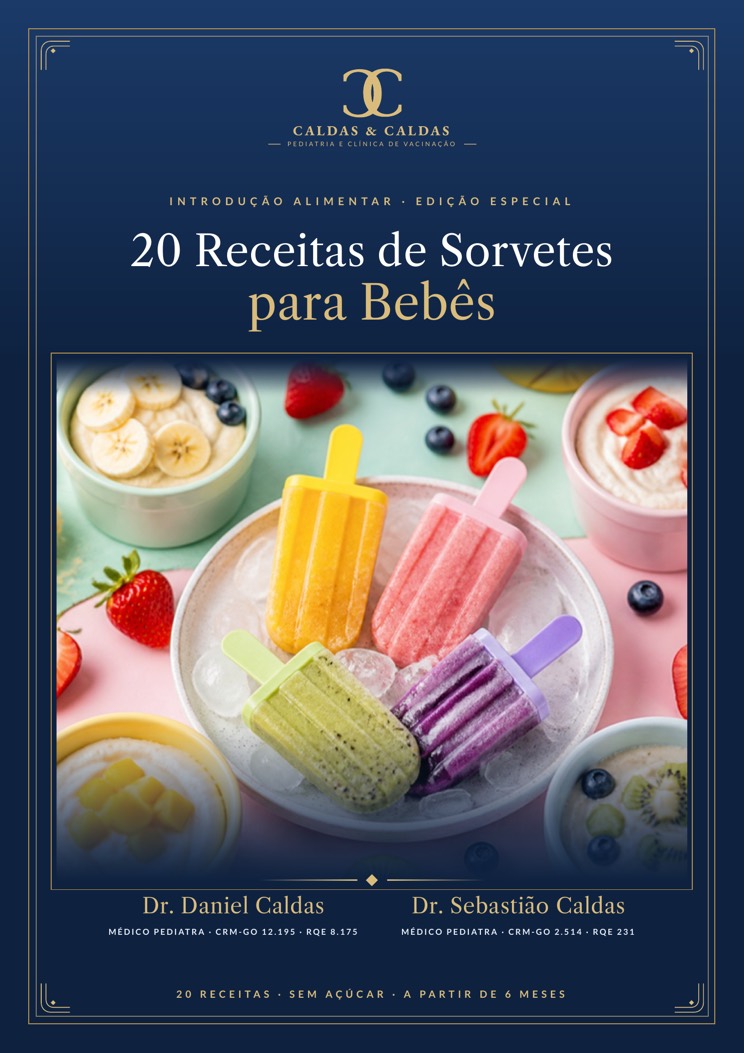 CALDAS & CALDAS
PEDIATRIA E CLÍNICA DE VACINAÇÃO
INTRODUÇÃO ALIMENTAR · EDIÇÃO ESPECIAL
20 Receitas de Sorvetes
para Bebês
Dr. Daniel Caldas
MÉDICO PEDIATRA · CRM-GO 12.195 · RQE 8.175
Dr. Sebastião Caldas
MÉDICO PEDIATRA · CRM-GO 2.514 · RQE 231
20 RECEITAS · SEM AÇÚCAR · A PARTIR DE 6 MESES